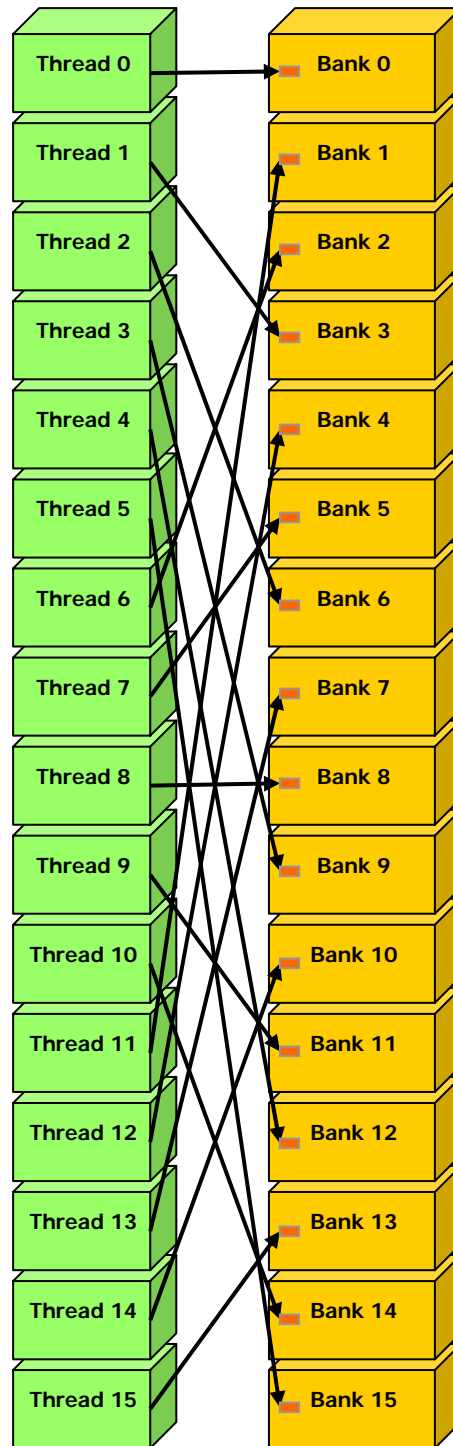 Thread 0
Bank 0
Thread 1
Bank 1
Thread 2
Bank 2
Thread 3
Bank 3
Thread 4
Bank 4
Thread 5
Bank 5
Thread 6
Bank 6
Thread 7
Bank 7
Thread 8
Bank 8
Thread 9
Bank 9
Thread 10
Bank 10
Thread 11
Bank 11
Thread 12
Bank 12
Thread 13
Bank 13
Thread 14
Bank 14
Thread 15
Bank 15